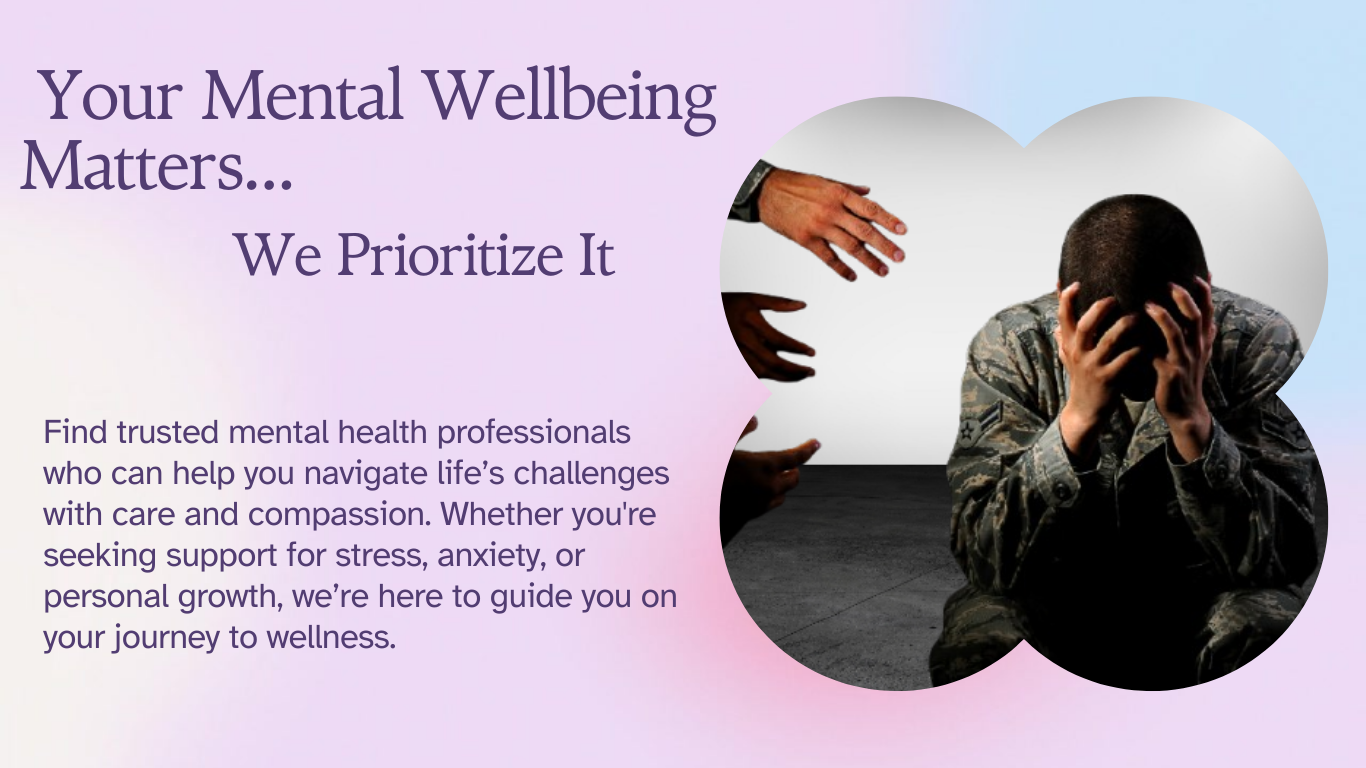 Your Mental Wellbeing
Matters...
We Prioritize It
Find trusted mental health professionals
who can help you navigate life’s challenges
with care and compassion. Whether you're
seeking support for stress, anxiety, or
personal growth, we’re here to guide you on
your journey to wellness.